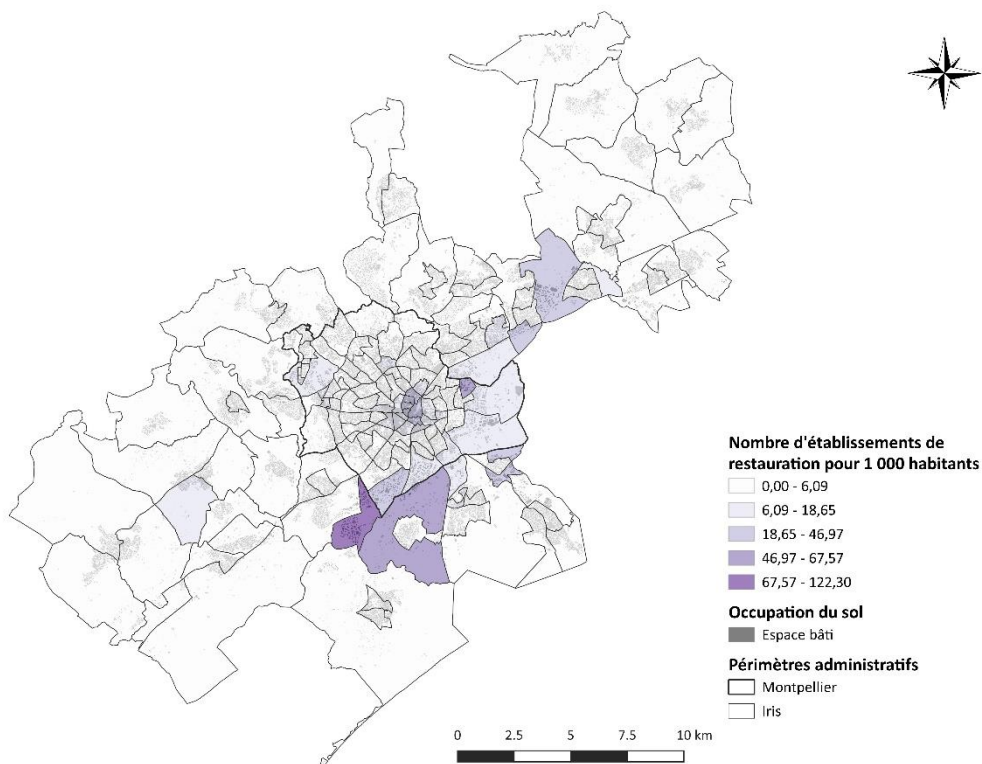 Nombre d'établissements de
restauration pour 1 000 habitants
0,00 - 6,09
6,09 - 18,65
18,65 - 46,97
46,97 - 67,57
67,57 - 122,30
Occupation du sol
Espace bâti
Périmètres administratifs
Montpellier
Iris
0 2.5 5 7.5 10 km